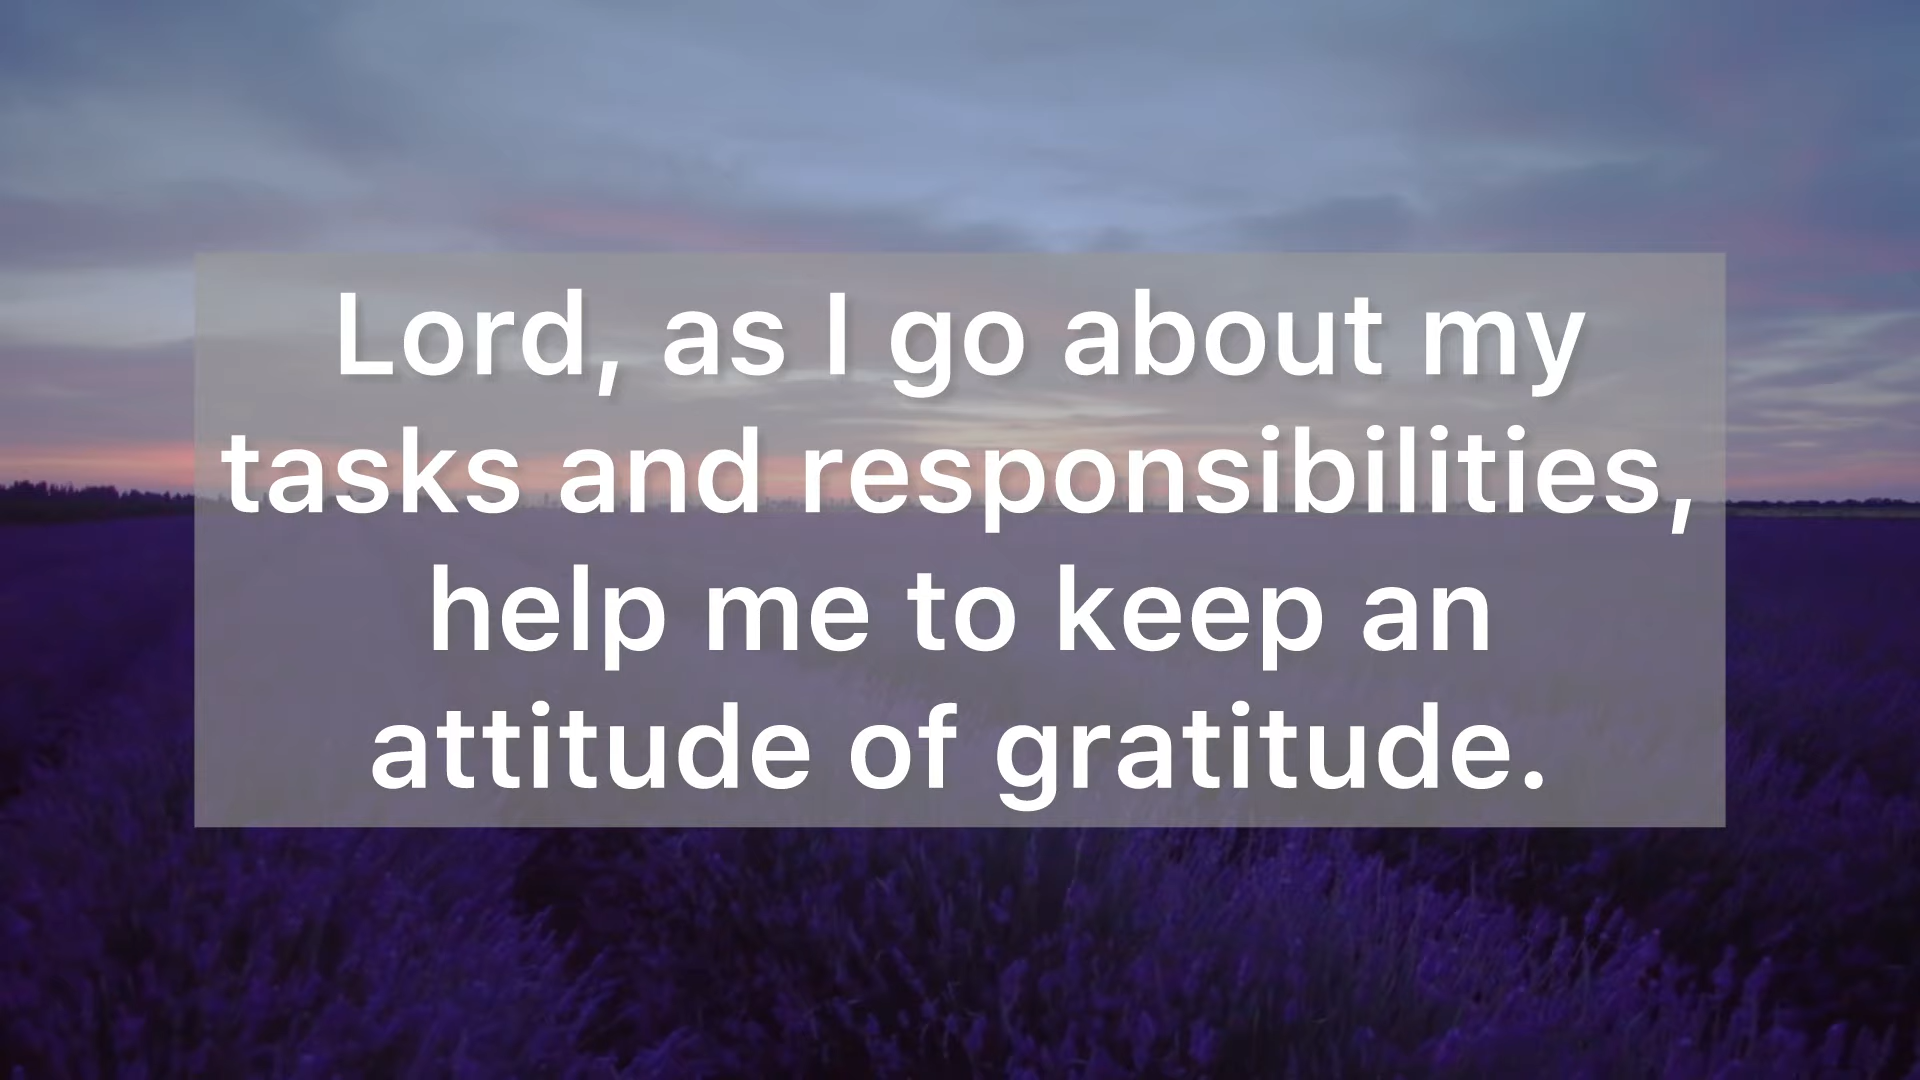 Lord, as I go about my
tasks and responsibilities,
help me to keep an
attitude of gratitude.